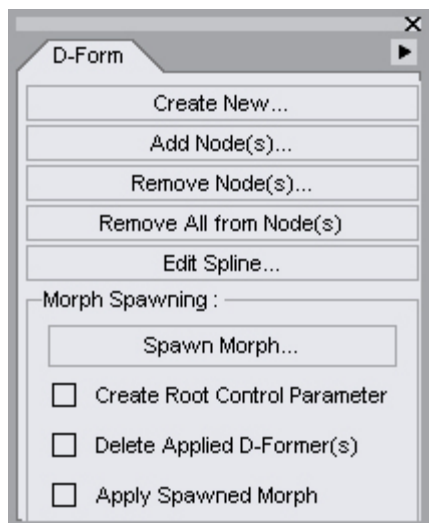 D-Form
Create New...
Add Node(s)...
Remove Node(s)...
Remove All from Node(s)
Edit Spline...
Morph Spawning :
Spawn Morph...
Create Root Control Parameter
Delete Applied D-Former(s)
Apply Spawned Morph